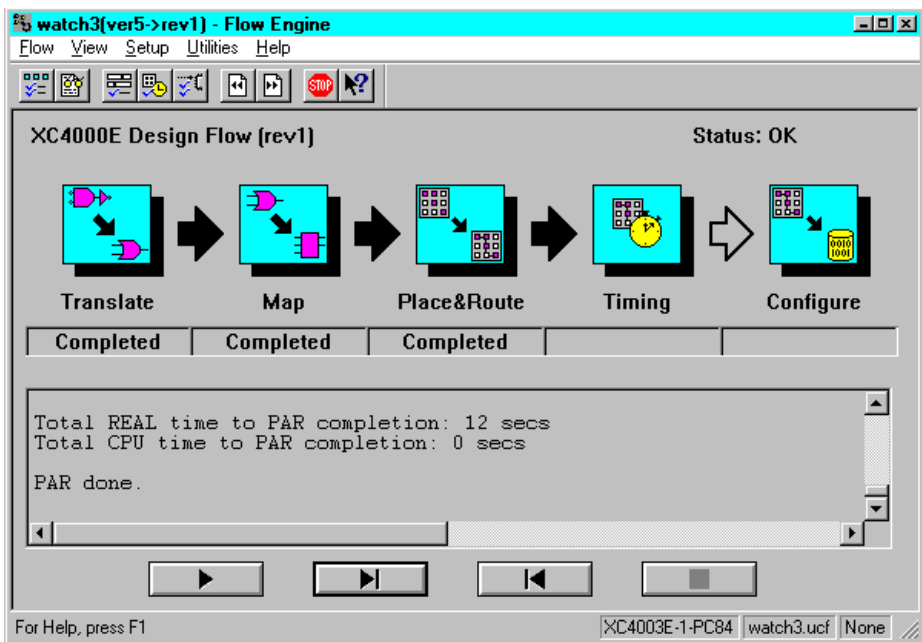 watch3(ver5->rev1) - Flow Engine
Flow View Setup Utilities Help
STOP
XC4000E Design Flow (rev1) Status: OK
0010
1001
Translate Map Place&Route Timing Configure
Completed Completed Completed
Total REAL time to PAR completion: 12 secs
Total CPU time to PAR completion: 0 secs
PAR done.
For Help, press F1 XC4003E-1-PC84 watch3.ucf None